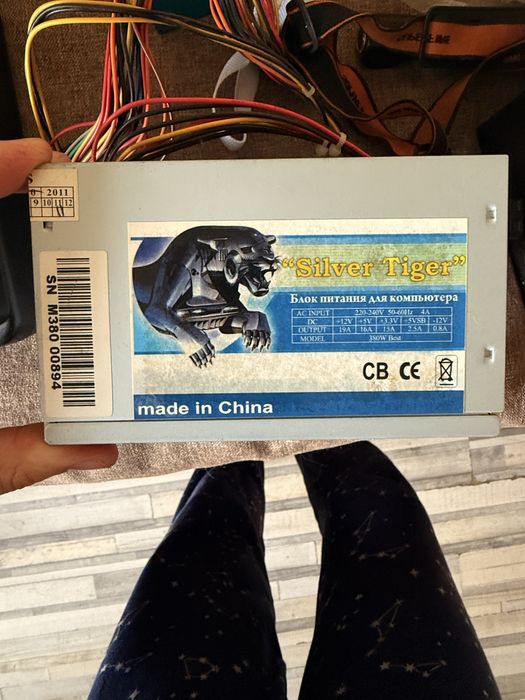 2011
9 10 11 12
SN M380 00894
"Silver Tiger"
Блок питания для компьютера
AC INPUT 220-240V 50-60Hz 4A
DC +12V +5V +3.3V +5VSB -12V
OUTPUT 19A 16A 15A 2.5A 0.8A
MODEL 380W Best
CB CE
made in China